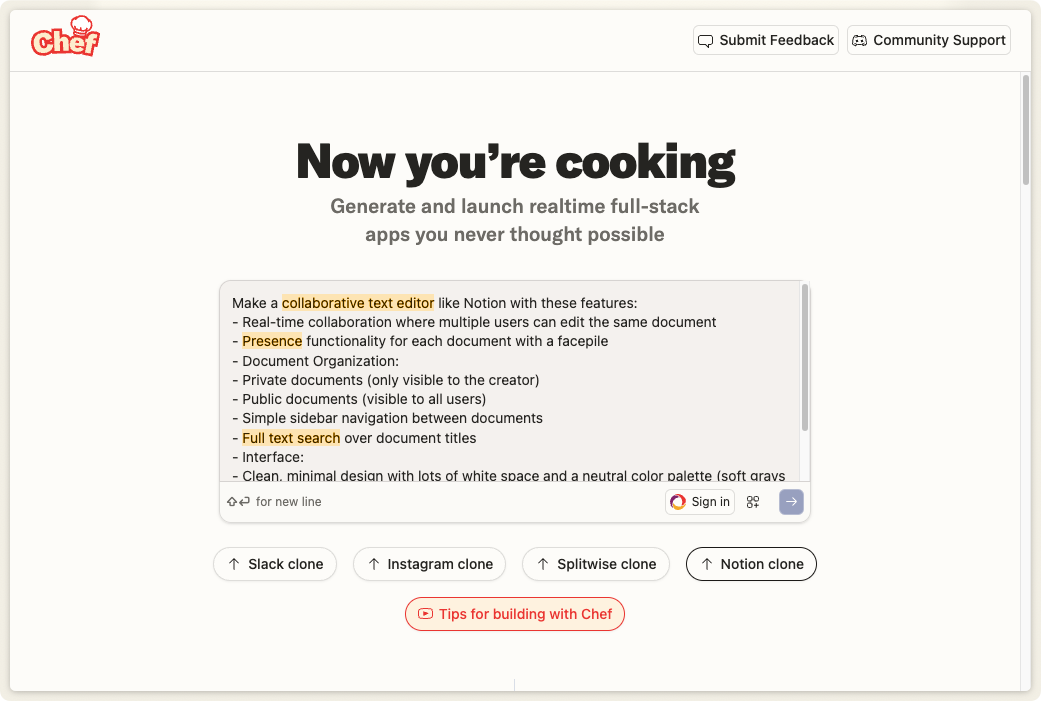 Chef
Submit Feedback
Community Support
Now you’re cooking
Generate and launch realtime full-stack
apps you never thought possible
Make a collaborative text editor like Notion with these features:
- Real-time collaboration where multiple users can edit the same document
- Presence functionality for each document with a facepile
- Document Organization:
- Private documents (only visible to the creator)
- Public documents (visible to all users)
- Simple sidebar navigation between documents
- Full text search over document titles
- Interface:
- Clean, minimal design with lots of white space and a neutral color palette (soft grays
for new line
Sign in
Slack clone
Instagram clone
Splitwise clone
Notion clone
Tips for building with Chef